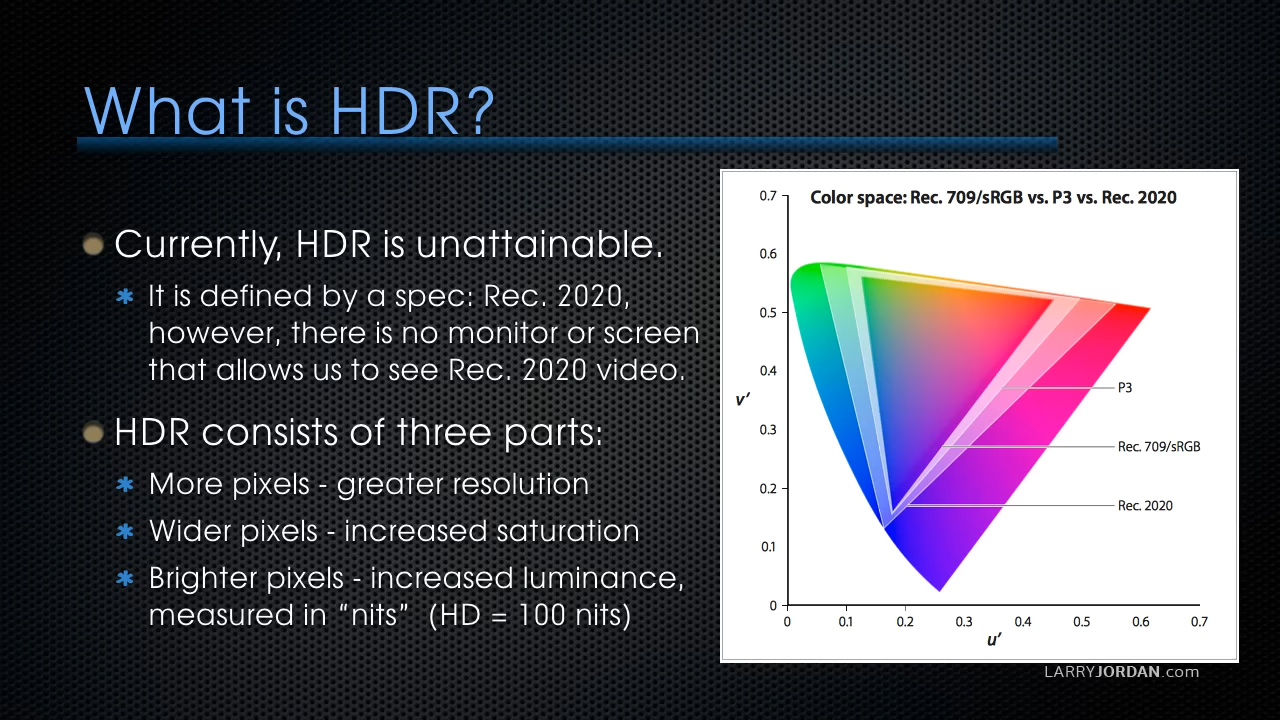 What is HDR?
Currently, HDR is unattainable.
It is defined by a spec: Rec. 2020,
however, there is no monitor or screen
that allows us to see Rec. 2020 video.
HDR consists of three parts:
More pixels - greater resolution
Wider pixels - increased saturation
Brighter pixels - increased luminance,
measured in “nits” (HD = 100 nits)
Color space: Rec. 709/sRGB vs. P3 vs. Rec. 2020
0.7
0.6
0.5
0.4
v′
0.3
0.2
0.1
0
P3
Rec. 709/sRGB
Rec. 2020
0 0.1 0.2 0.3 0.4 0.5 0.6 0.7
u′
LARRYJORDAN.com